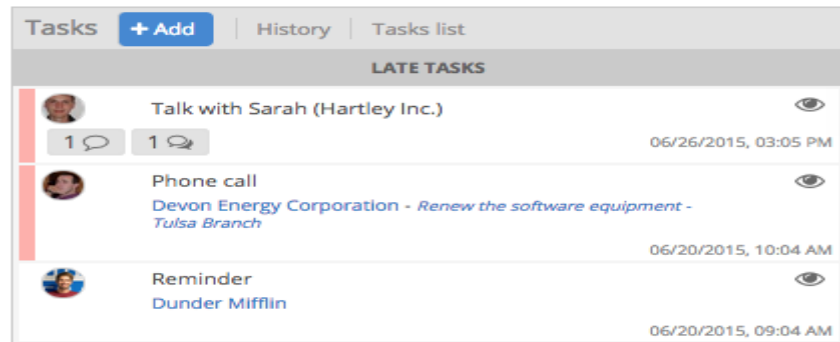 Tasks + Add History Tasks list
LATE TASKS
Talk with Sarah (Hartley Inc.)
1 1
06/26/2015, 03:05 PM
Phone call
Devon Energy Corporation - Renew the software equipment -
Tulsa Branch
06/20/2015, 10:04 AM
Reminder
Dunder Mifflin
06/20/2015, 09:04 AM